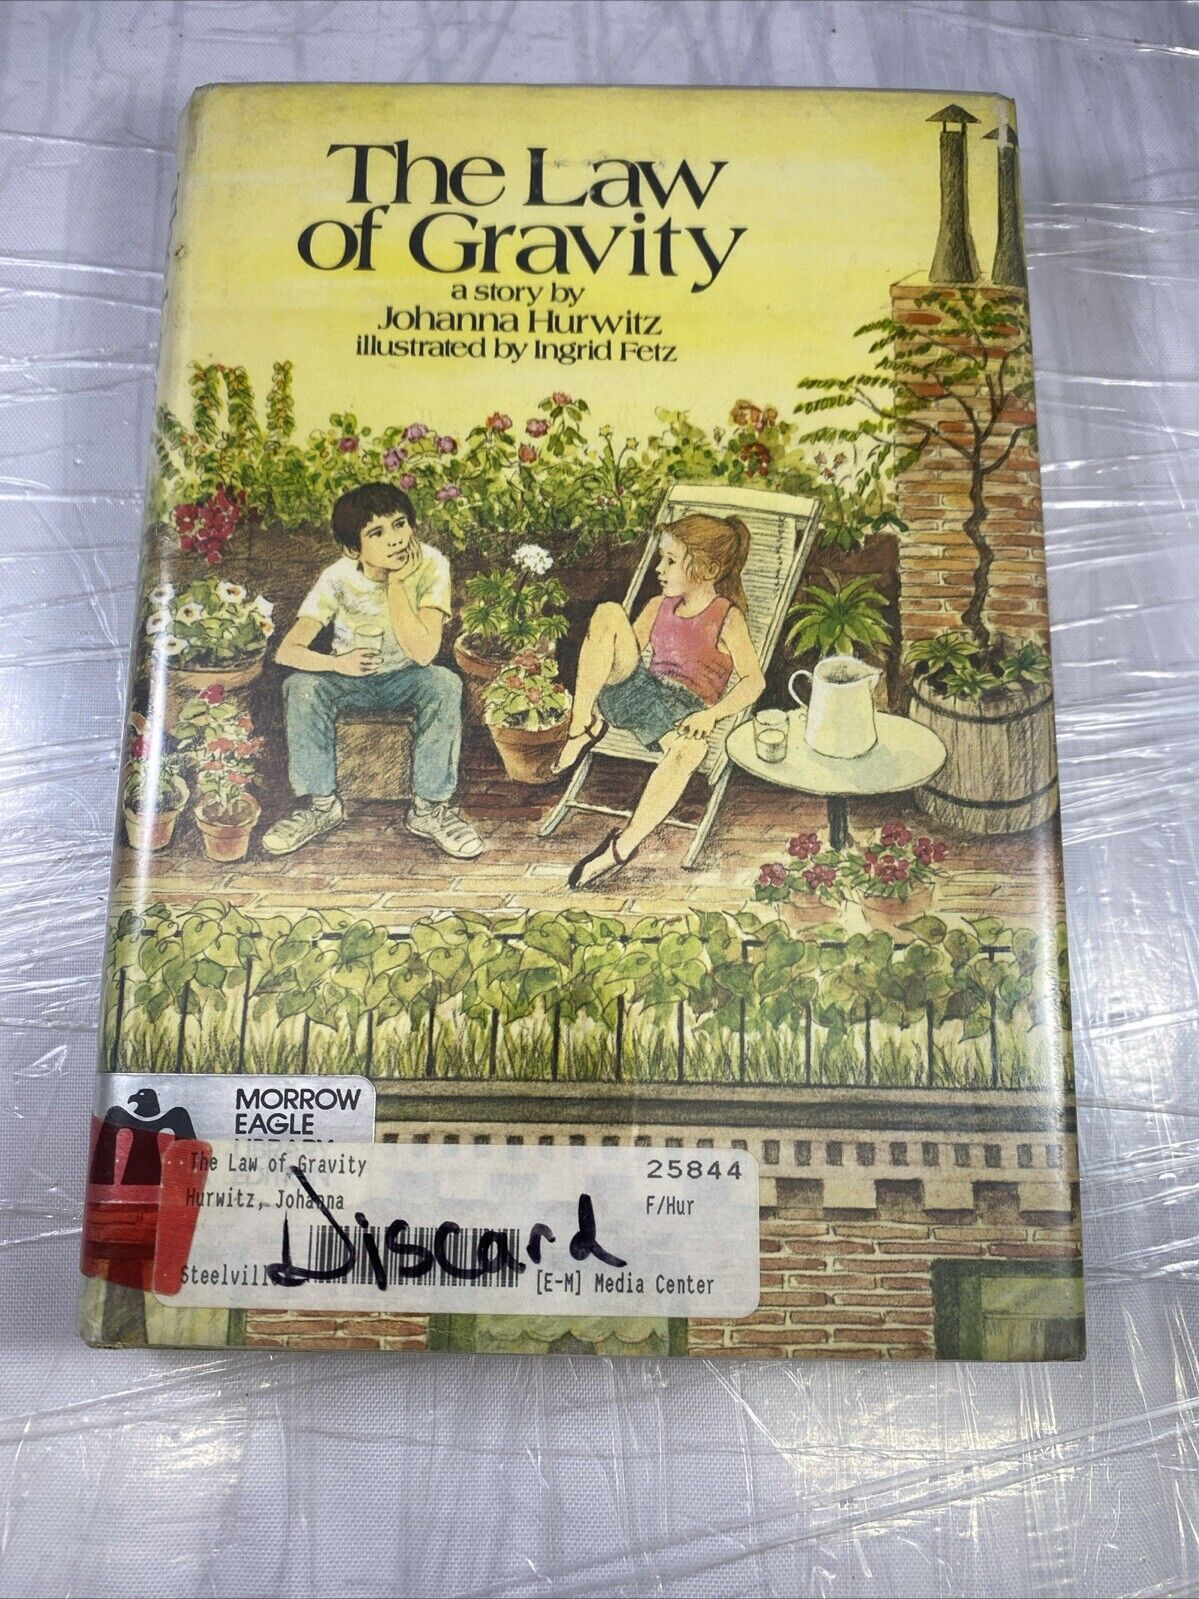 The Law
of Gravity
a story by
Johanna Hurwitz
illustrated by Ingrid Fetz
MORROW
EAGLE
LIBRARY
The Law of Gravity 25844
Hurwitz, Johanna F/Hur
Discard
[E-M] Media Center